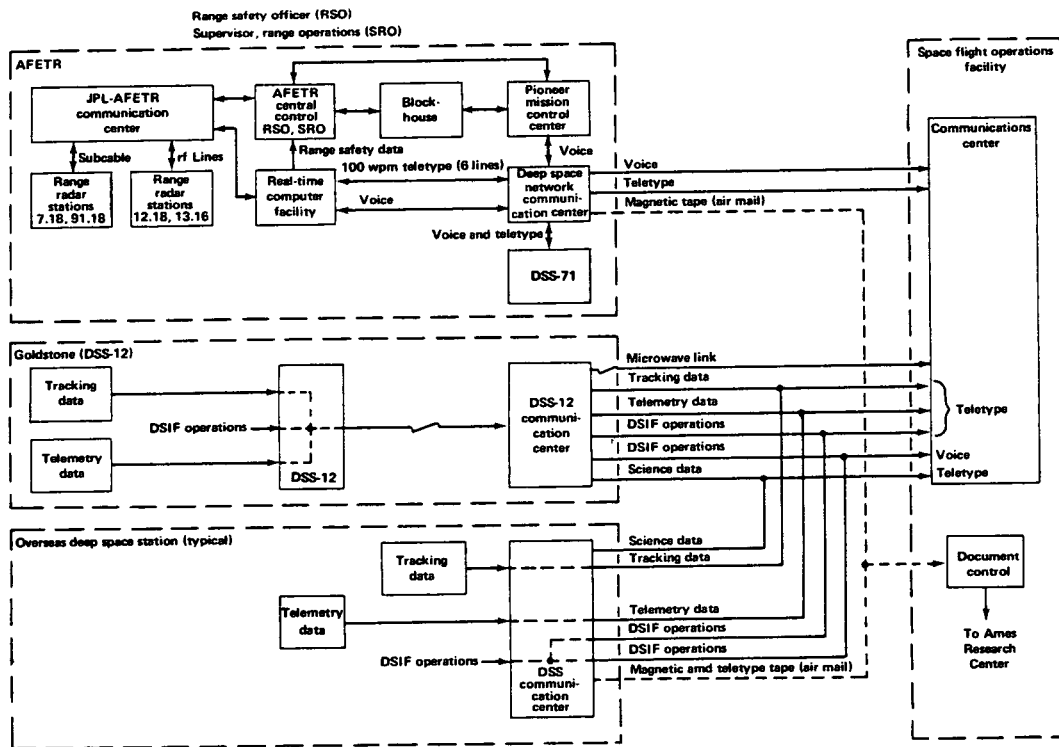 Range safety officer (RSO)
Supervisor, range operations (SRO)
AFETR
JPL-AFETR
communication
center
AFETR
central
control
RSO, SRO
Block-
house
Pioneer
mission
control
center
Subcable
rf Lines
Range safety data
Voice
Range
radar
stations
7.18, 91.18
Range
radar
stations
12.18, 13.16
Real-time
computer
facility
100 wpm teletype (6 lines)
Voice
Deep space
network
communi-
cation center
Voice and teletype
DSS-71
Voice
Teletype
Magnetic tape (air mail)
Space flight operations
facility
Communications
center
Goldstone (DSS-12)
Tracking
data
DSIF operations
Telemetry
data
DSS-12
DSS-12
communi-
cation
center
Microwave link
Tracking data
Telemetry data
DSIF operations
DSIF operations
Science data
Teletype
Voice
Teletype
Overseas deep space station (typical)
Tracking
data
Telemetry
data
DSIF operations
DSS
communi-
cation
center
Science data
Tracking data
Telemetry data
DSIF operations
DSIF operations
Magnetic amd teletype tape (air mail)
Document
control
To Ames
Research
Center